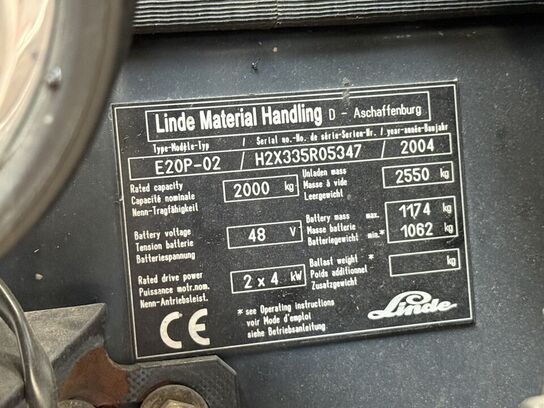 Linde Material Handling D - Aschaffenburg
Type-Modèle-Typ / Serial no.-No. de série-Serien-Nr. / year-année-Baujahr
E20P-02 / H2X335R05347 / 2004
Rated capacity
Capacité nominale
Nenn-Tragfähigkeit
2000 kg
Unladen mass
Masse à vide
Leergewicht
2550 kg
Battery voltage
Tension batterie
Batteriespannung
48 V
Battery mass max.
Masse batterie
Batteriegewicht min.*
1174 kg
1062 kg
Rated drive power
Puissance motr.nom.
Nenn-Antriebsleist.
2 x 4 kW
Ballast weight *
Poids additionnel
Zusatzgewicht
kg
CE
* see Operating instructions
voir Mode d'emploi
siehe Betriebsanleitung
Linde